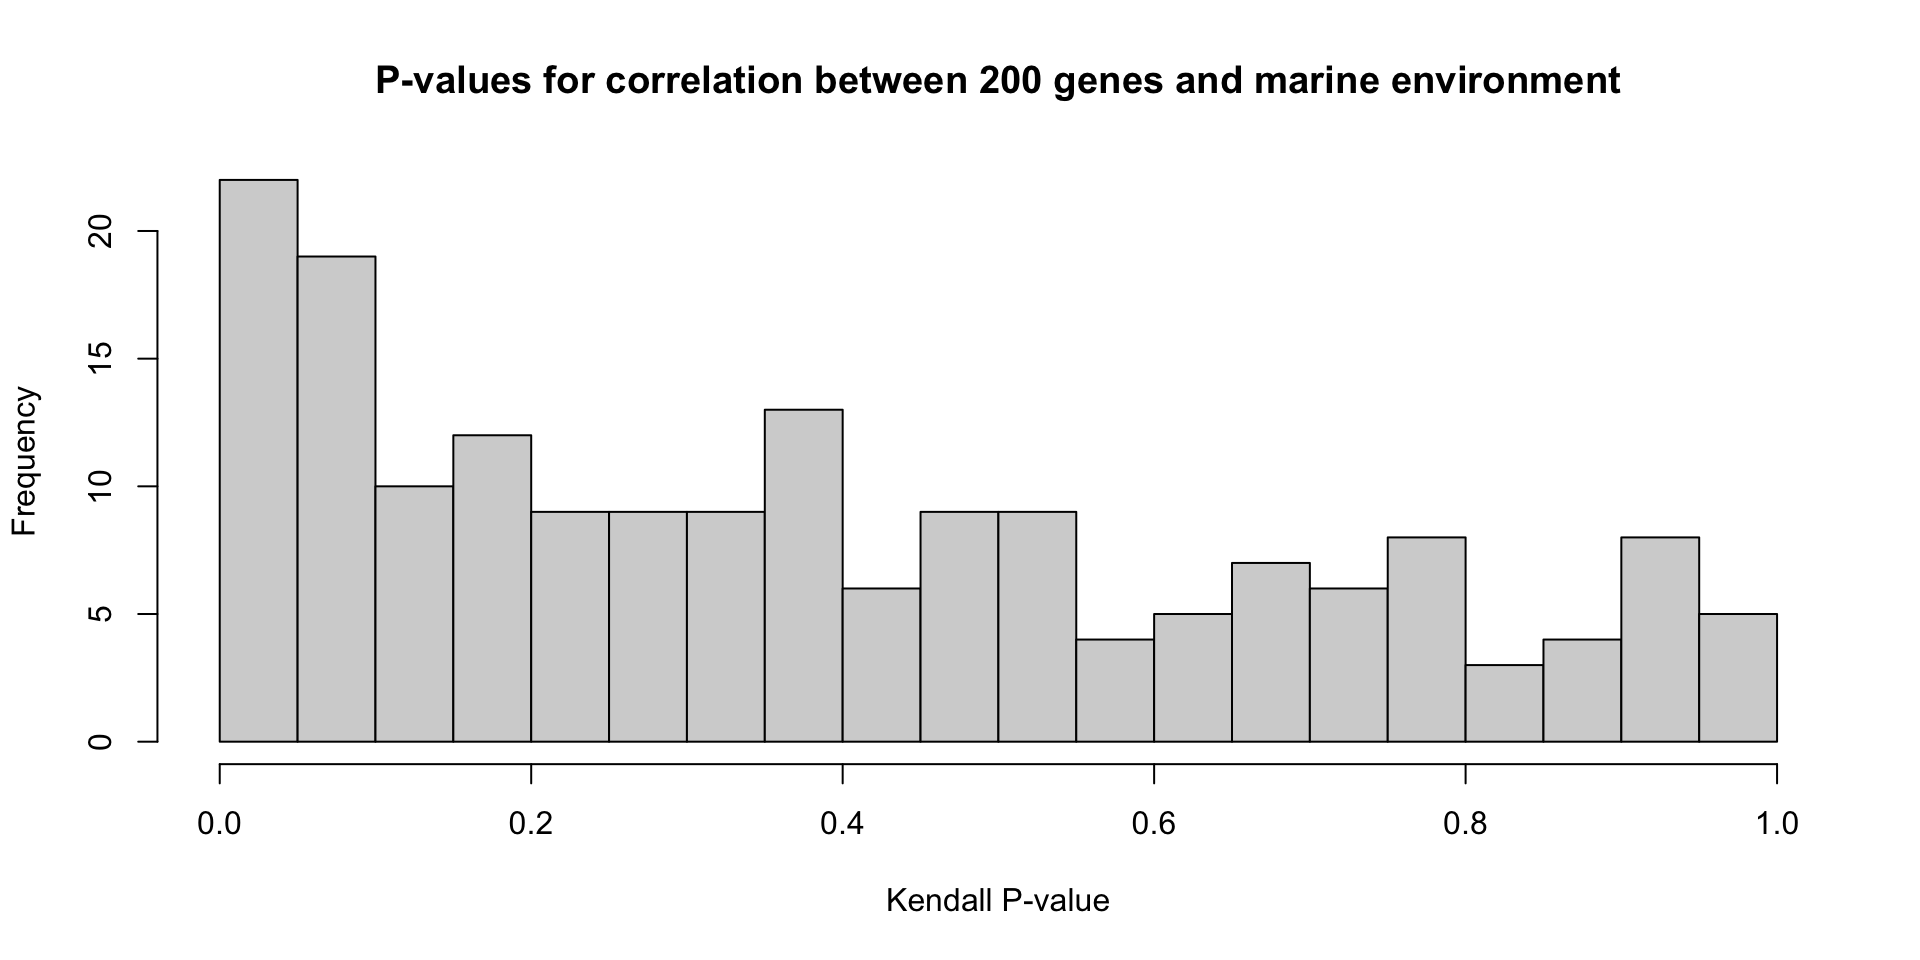 P-values for correlation between 200 genes and marine environment
Frequency
20
15
10
5
0
0.0 0.2 0.4 0.6 0.8 1.0
Kendall P-value